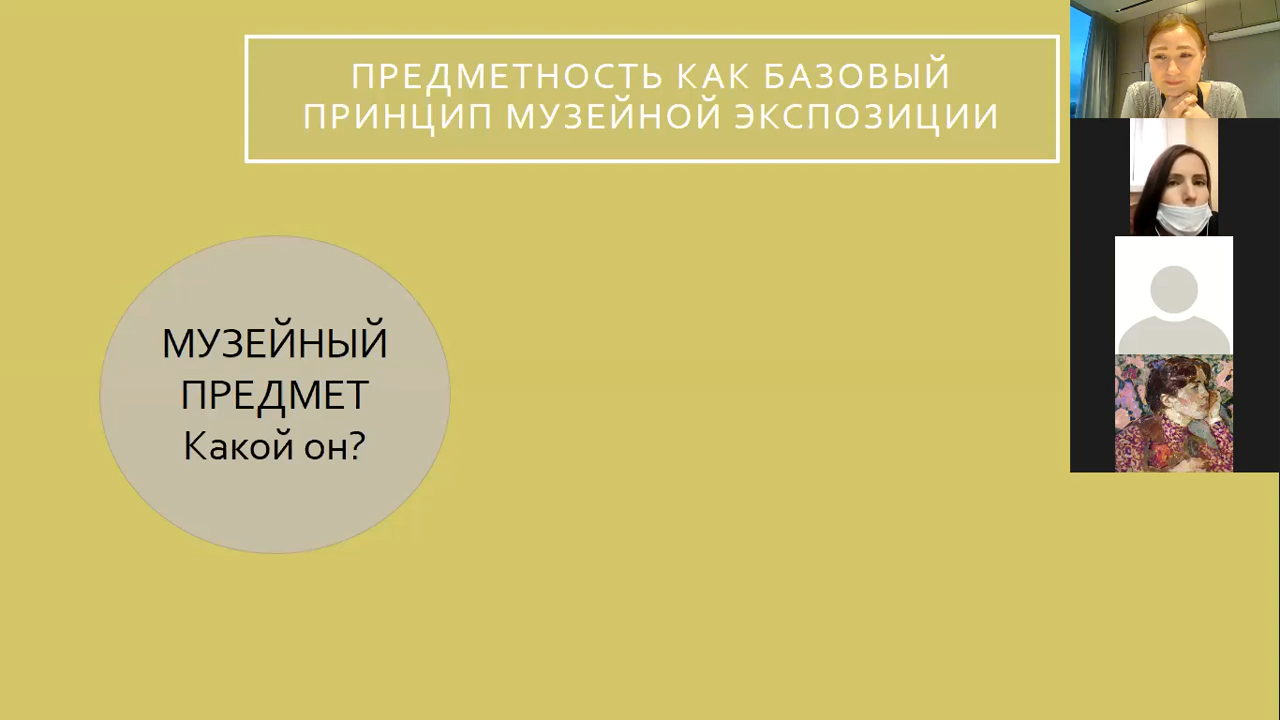 ПРЕДМЕТНОСТЬ КАК БАЗОВЫЙ
ПРИНЦИП МУЗЕЙНОЙ ЭКСПОЗИЦИИ
МУЗЕЙНЫЙ
ПРЕДМЕТ
Какой он?